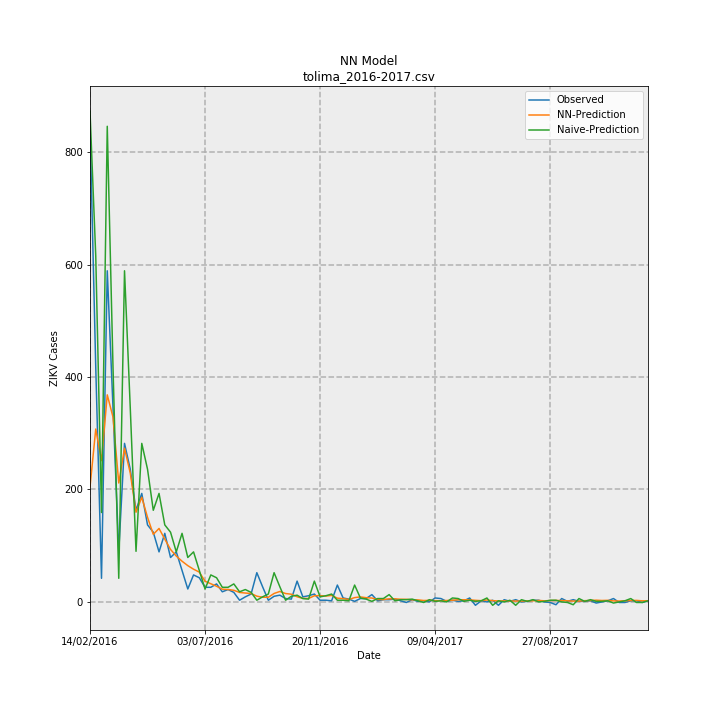 NN Model
tolima_2016-2017.csv
Observed
NN-Prediction
Naive-Prediction
800
600
400
200
0
ZIKV Cases
14/02/2016
03/07/2016
20/11/2016
09/04/2017
27/08/2017
Date